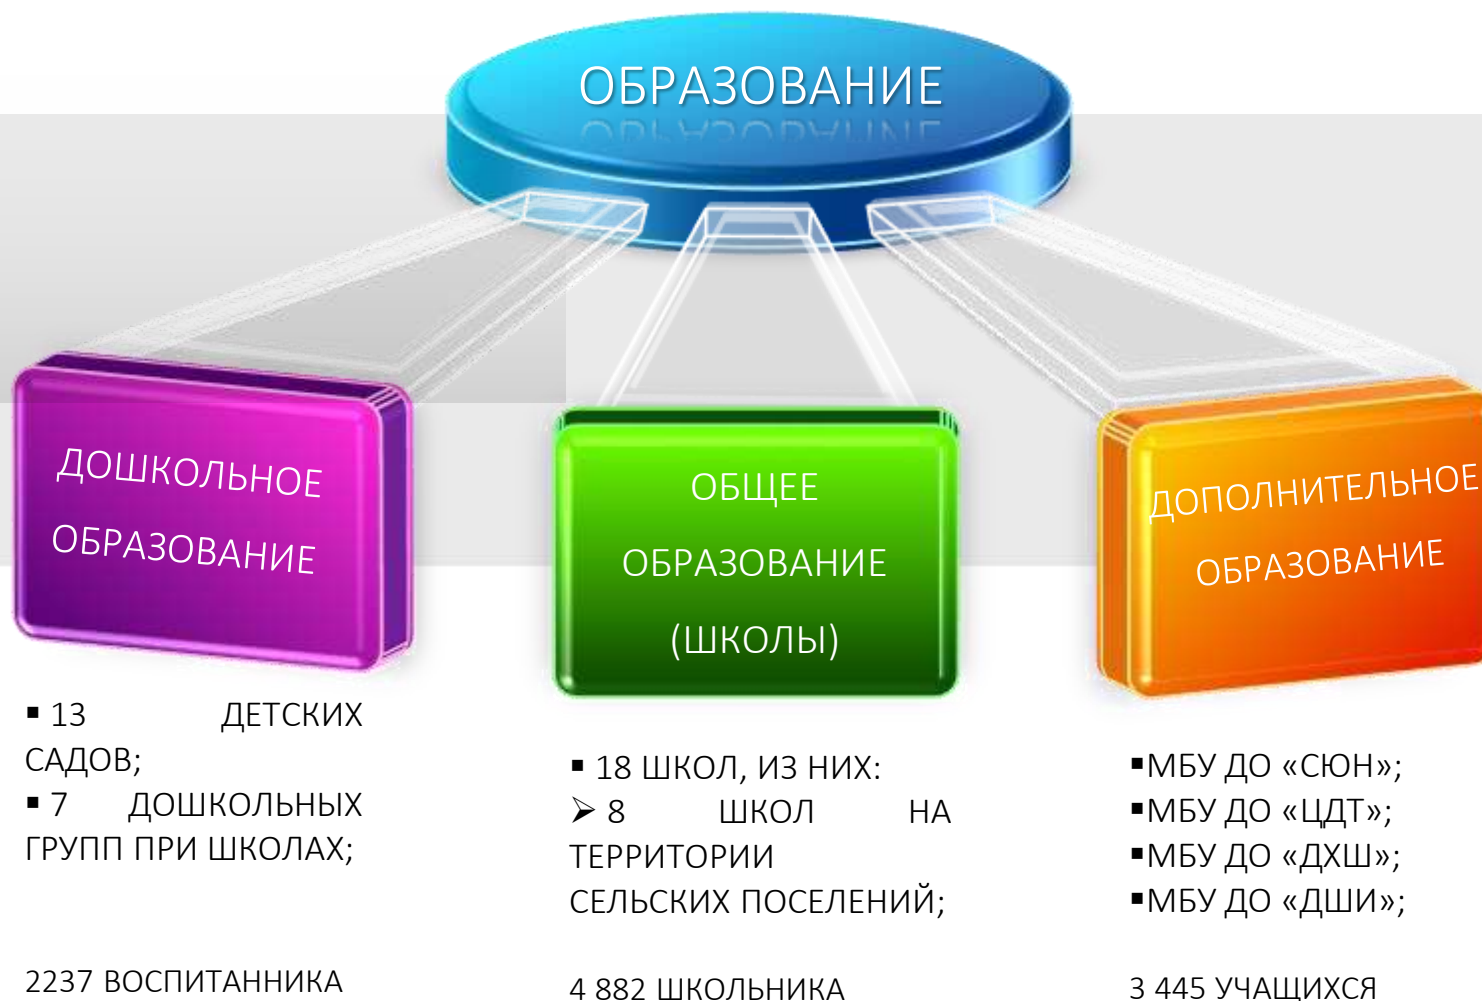 ОБРАЗОВАНИЕ
ДОШКОЛЬНОЕ
ОБРАЗОВАНИЕ
▪ 13 ДЕТСКИХ
САДОВ;
▪ 7 ДОШКОЛЬНЫХ
ГРУПП ПРИ ШКОЛАХ;
2237 ВОСПИТАННИКА
ОБЩЕЕ
ОБРАЗОВАНИЕ
(ШКОЛЫ)
▪ 18 ШКОЛ, ИЗ НИХ:
➢ 8 ШКОЛ НА
ТЕРРИТОРИИ
СЕЛЬСКИХ ПОСЕЛЕНИЙ;
4 882 ШКОЛЬНИКА
ДОПОЛНИТЕЛЬНОЕ
ОБРАЗОВАНИЕ
▪МБУ ДО «СЮН»;
▪МБУ ДО «ЦДТ»;
▪МБУ ДО «ДХШ»;
▪МБУ ДО «ДШИ»;
3 445 УЧАЩИХСЯ